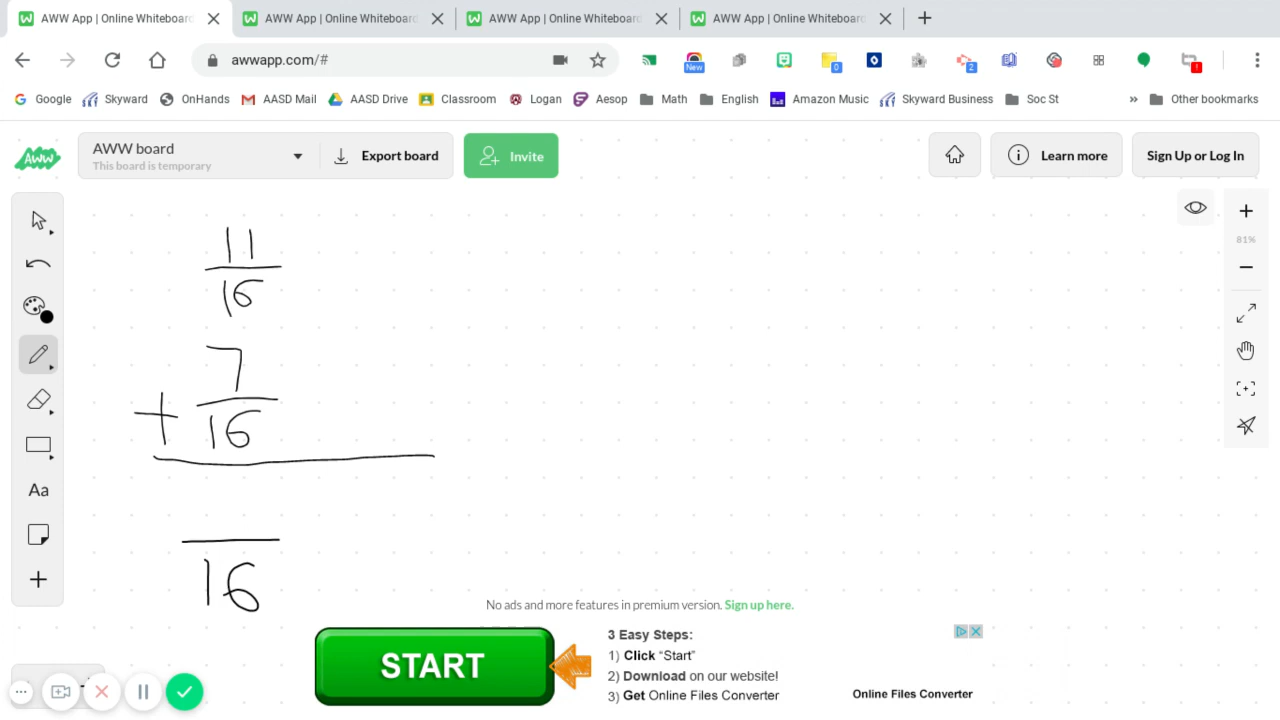 AWW App | Online Whiteboard AWW App | Online Whiteboard AWW App | Online Whiteboard AWW App | Online Whiteboard
awwapp.com/#
New 0 2 !
Google Skyward OnHands AASD Mail AASD Drive Classroom Logan Aesop Math English Amazon Music Skyward Business Soc St » Other bookmarks
AWW AWW board
This board is temporary
Export board Invite Learn more Sign Up or Log In
81%
11
16
7
+ 16
16
Aa
No ads and more features in premium version. Sign up here.
START
3 Easy Steps:
1) Click “Start”
2) Download on our website!
3) Get Online Files Converter
Online Files Converter